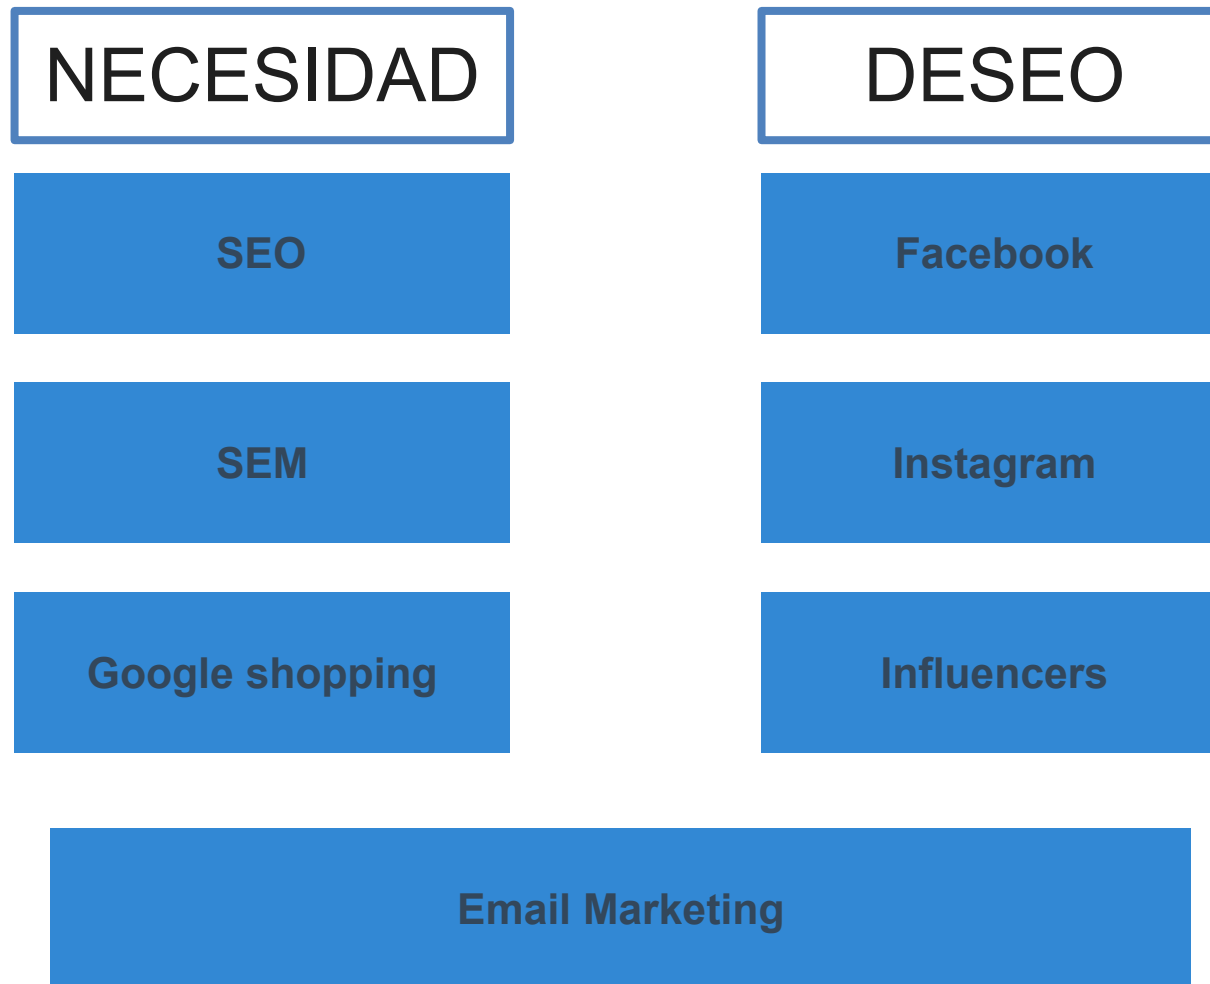 NECESIDAD
DESEO
SEO
Facebook
SEM
Instagram
Google shopping
Influencers
Email Marketing